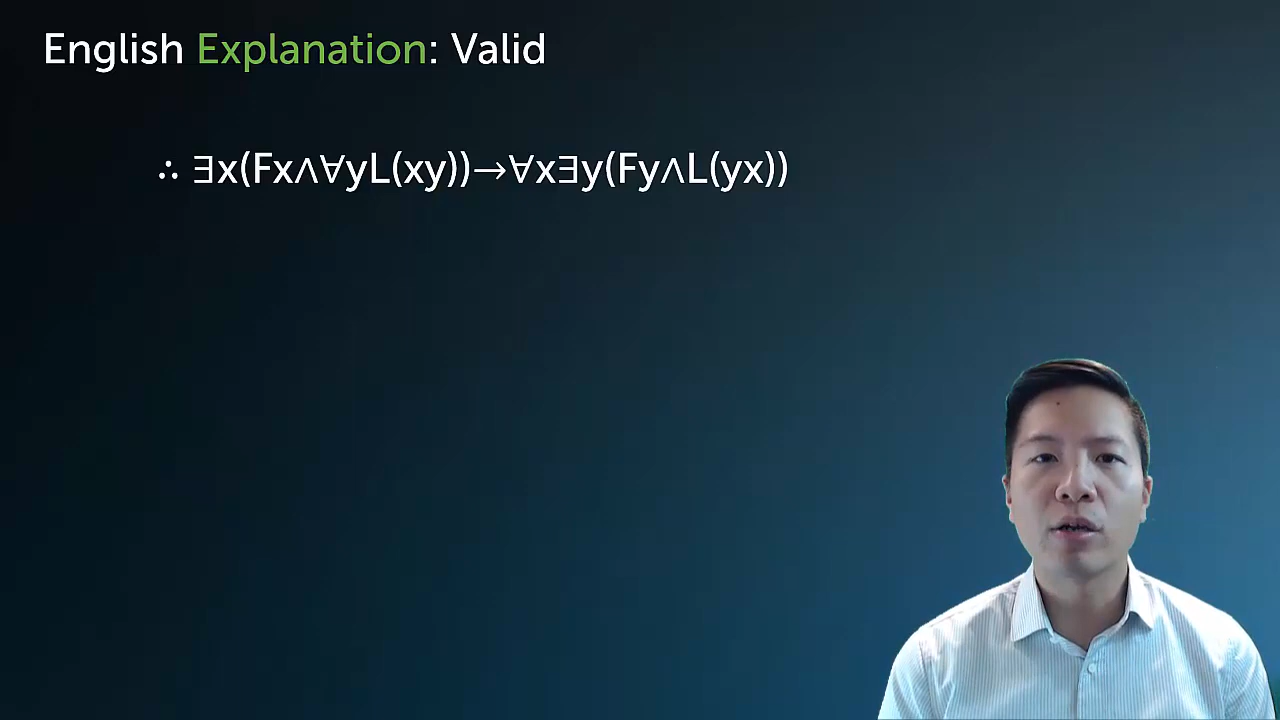 English Explanation: Valid
∴ ∃x(Fx∧∀yL(xy))→∀x∃y(Fy∧L(yx))